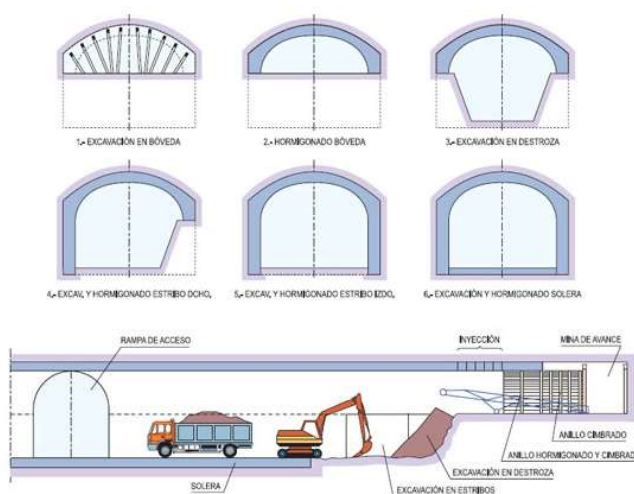 1.- EXCAVACIÓN EN BÓVEDA
2.- HORMIGONADO BÓVEDA
3.- EXCAVACIÓN EN DESTROZA
4.- EXCAV. Y HORMIGONADO ESTRIBO DCHO.
5.- EXCAV. Y HORMIGONADO ESTRIBO IZDO.
6.- EXCAVACIÓN Y HORMIGONADO SOLERA
RAMPA DE ACCESO
INYECCIÓN
MINA DE AVANCE
ANILLO CIMBRADO
ANILLO HORMIGONADO Y CIMBRAD
EXCAVACIÓN EN DESTROZA
SOLERA
EXCAVACIÓN EN ESTRIBOS